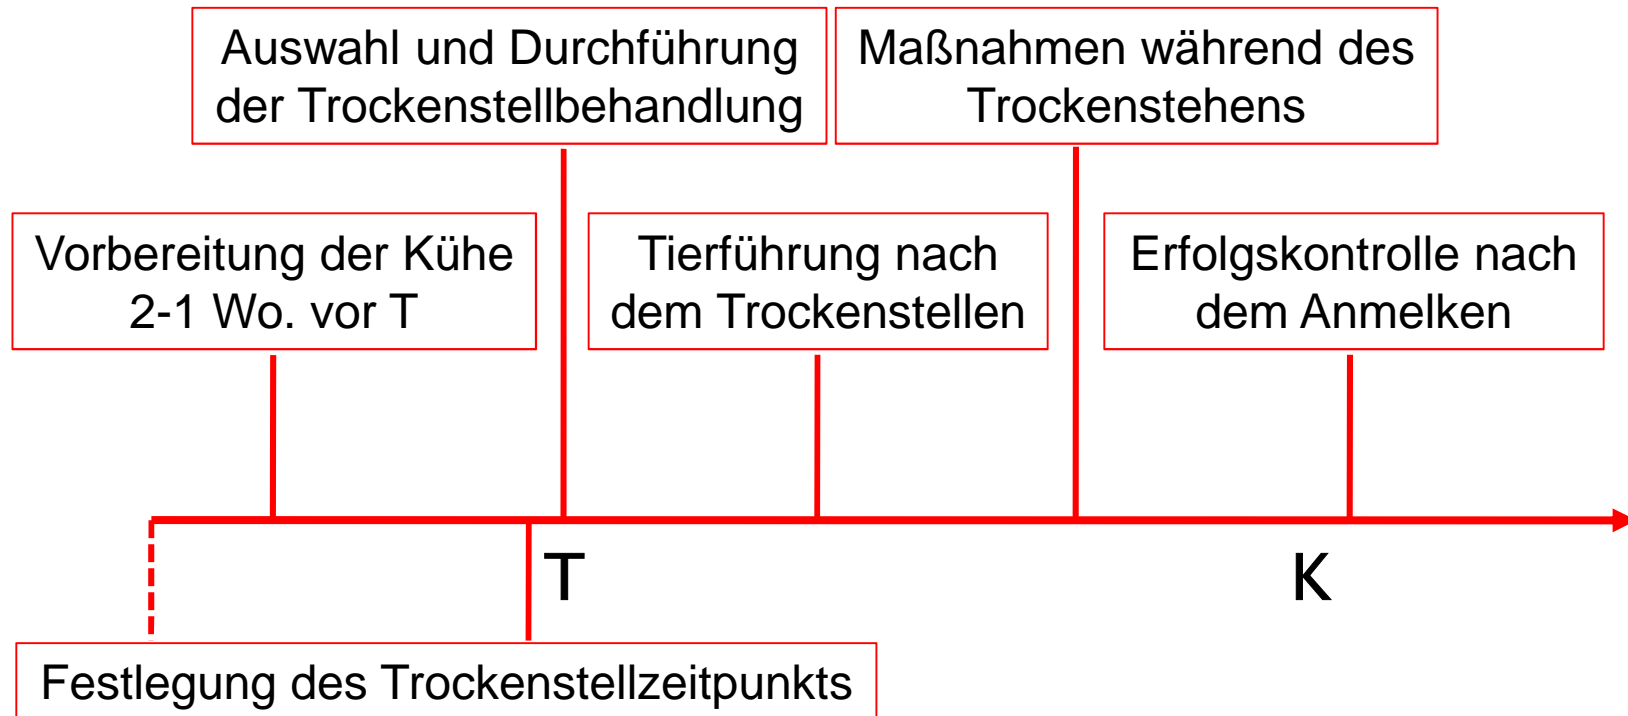 Auswahl und Durchführung
der Trockenstellbehandlung
Maßnahmen während des
Trockenstehens
Vorbereitung der Kühe
2-1 Wo. vor T
Tierführung nach
dem Trockenstellen
Erfolgskontrolle nach
dem Anmelken
T
K
Festlegung des Trockenstellzeitpunkts